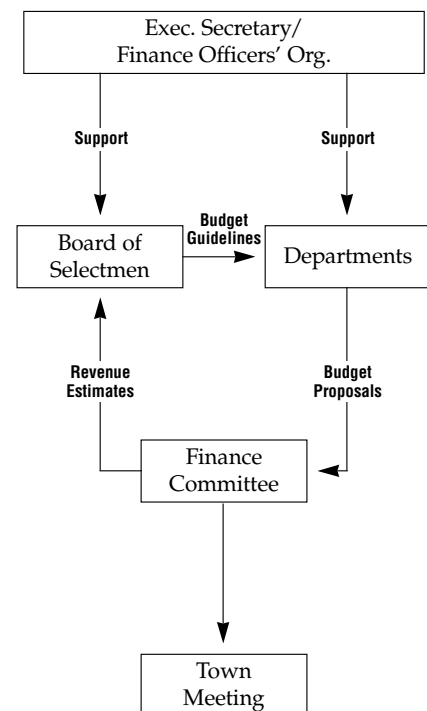 Exec. Secretary/
Finance Officers' Org.
Support
Support
Board of
Selectmen
Budget
Guidelines
Departments
Revenue
Estimates
Budget
Proposals
Finance
Committee
Town
Meeting